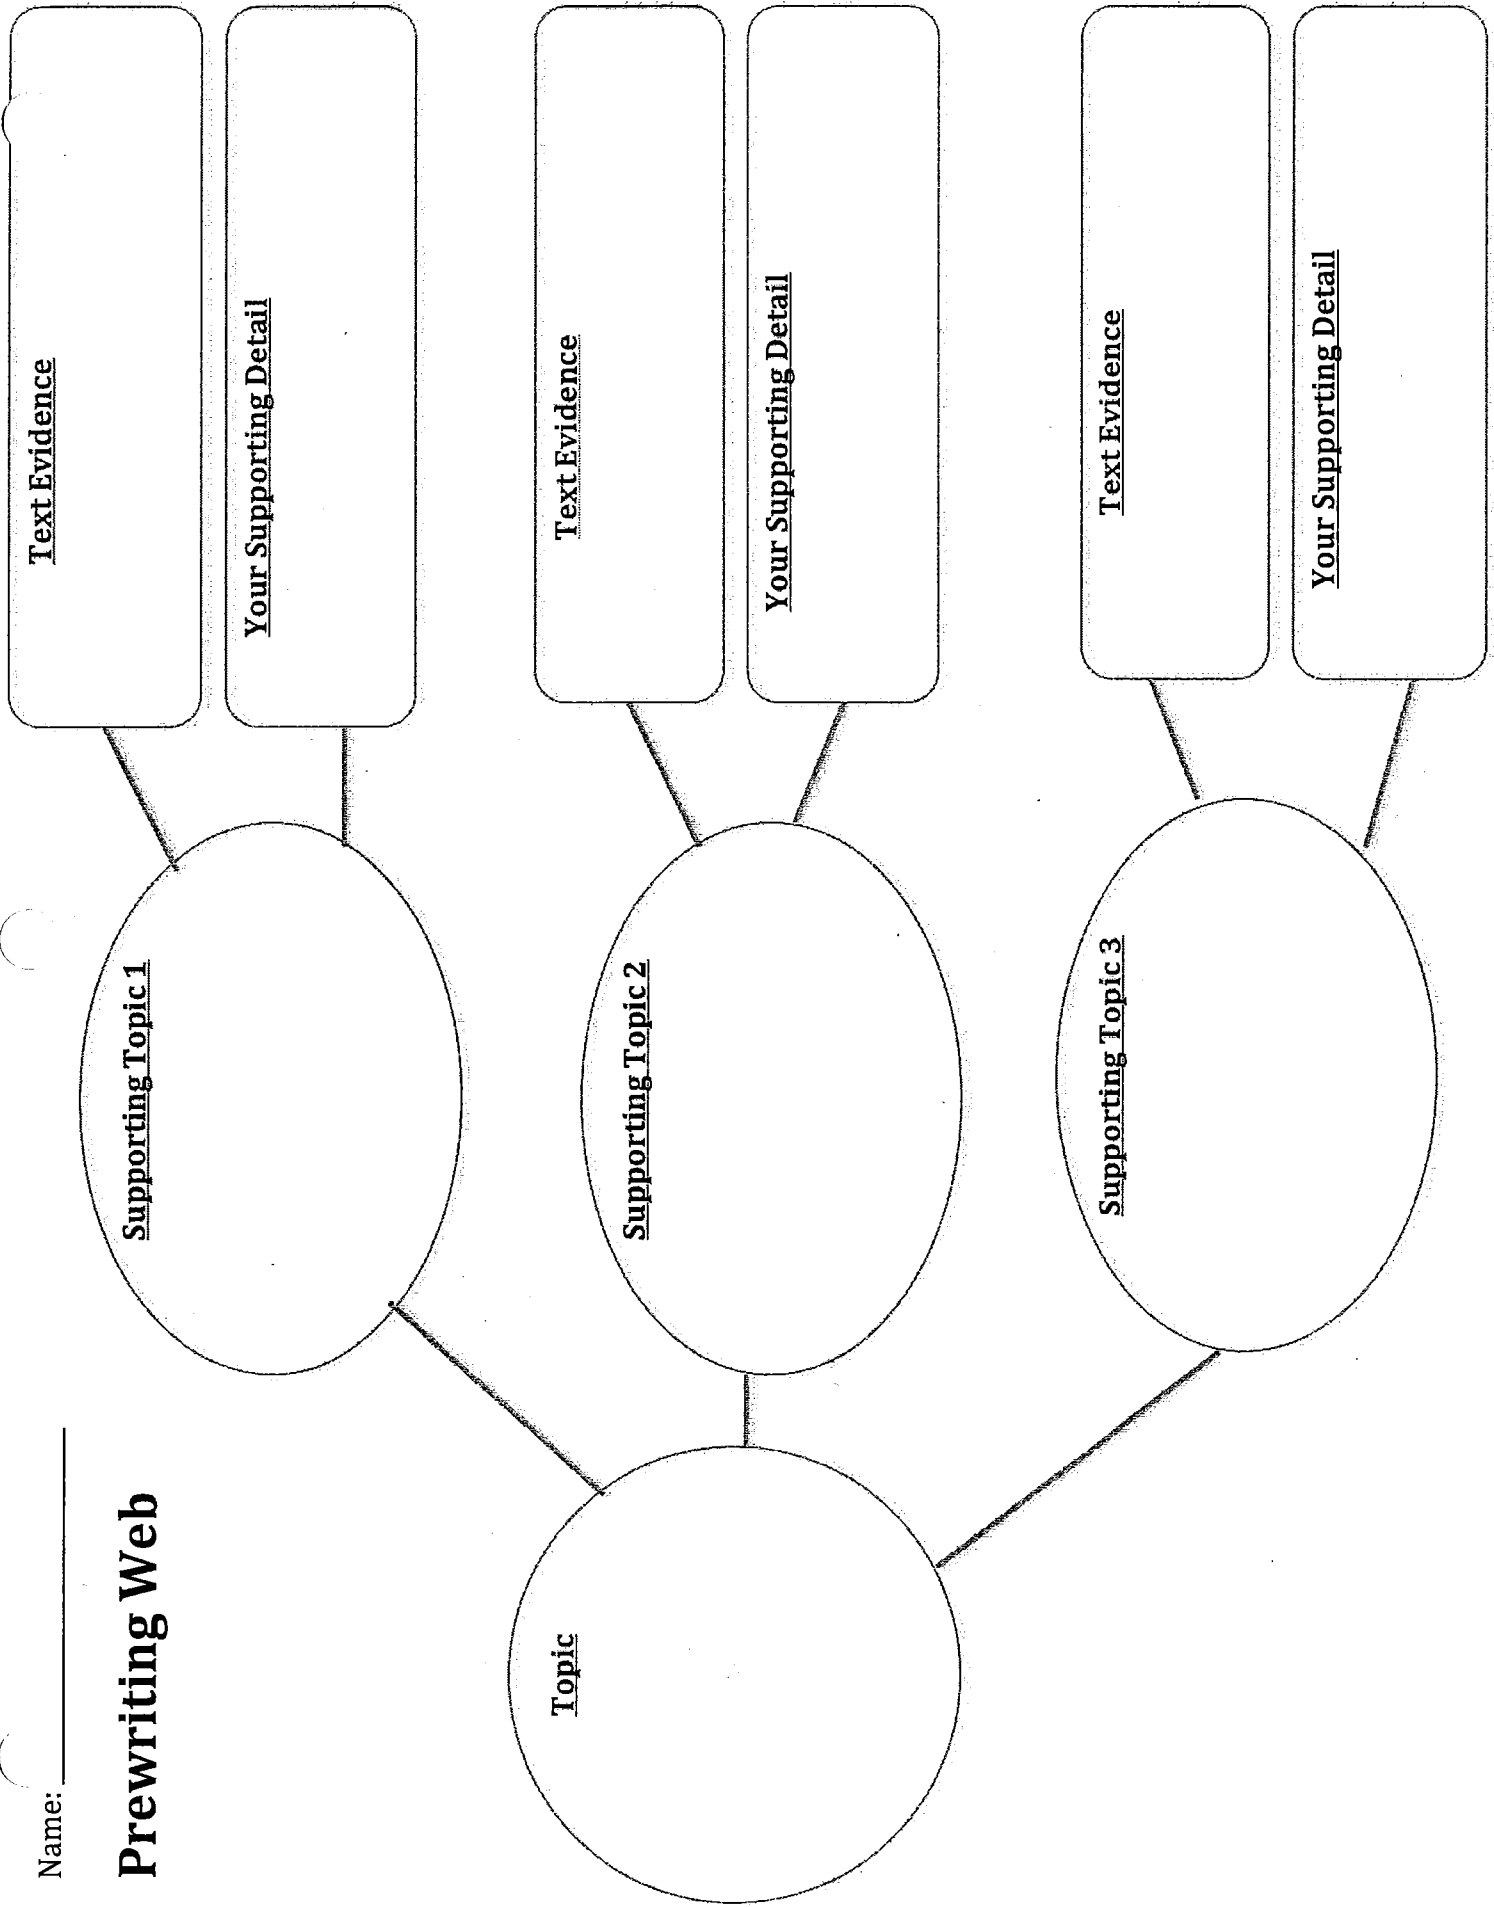 Name:
Prewriting Web
Topic
Supporting Topic 1
Text Evidence
Your Supporting Detail
Supporting Topic 2
Text Evidence
Your Supporting Detail
Supporting Topic 3
Text Evidence
Your Supporting Detail